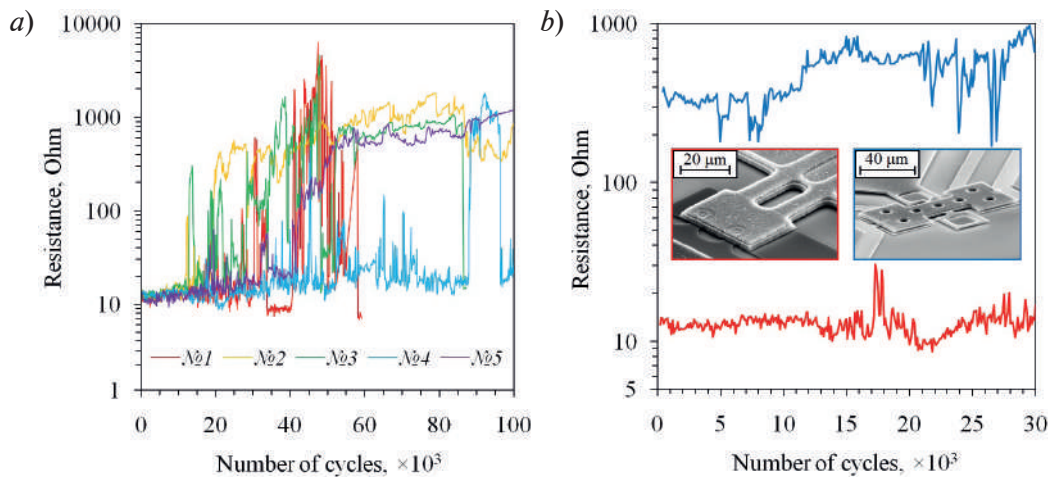 a)
10000
1000
100
10
1
Resistance, Ohm
№1 №2 №3 №4 №5
0 20 40 60 80 100
Number of cycles, ×10³
b)
1000
100
10
5
Resistance, Ohm
20 μm
40 μm
0 5 10 15 20 25 30
Number of cycles, ×10³